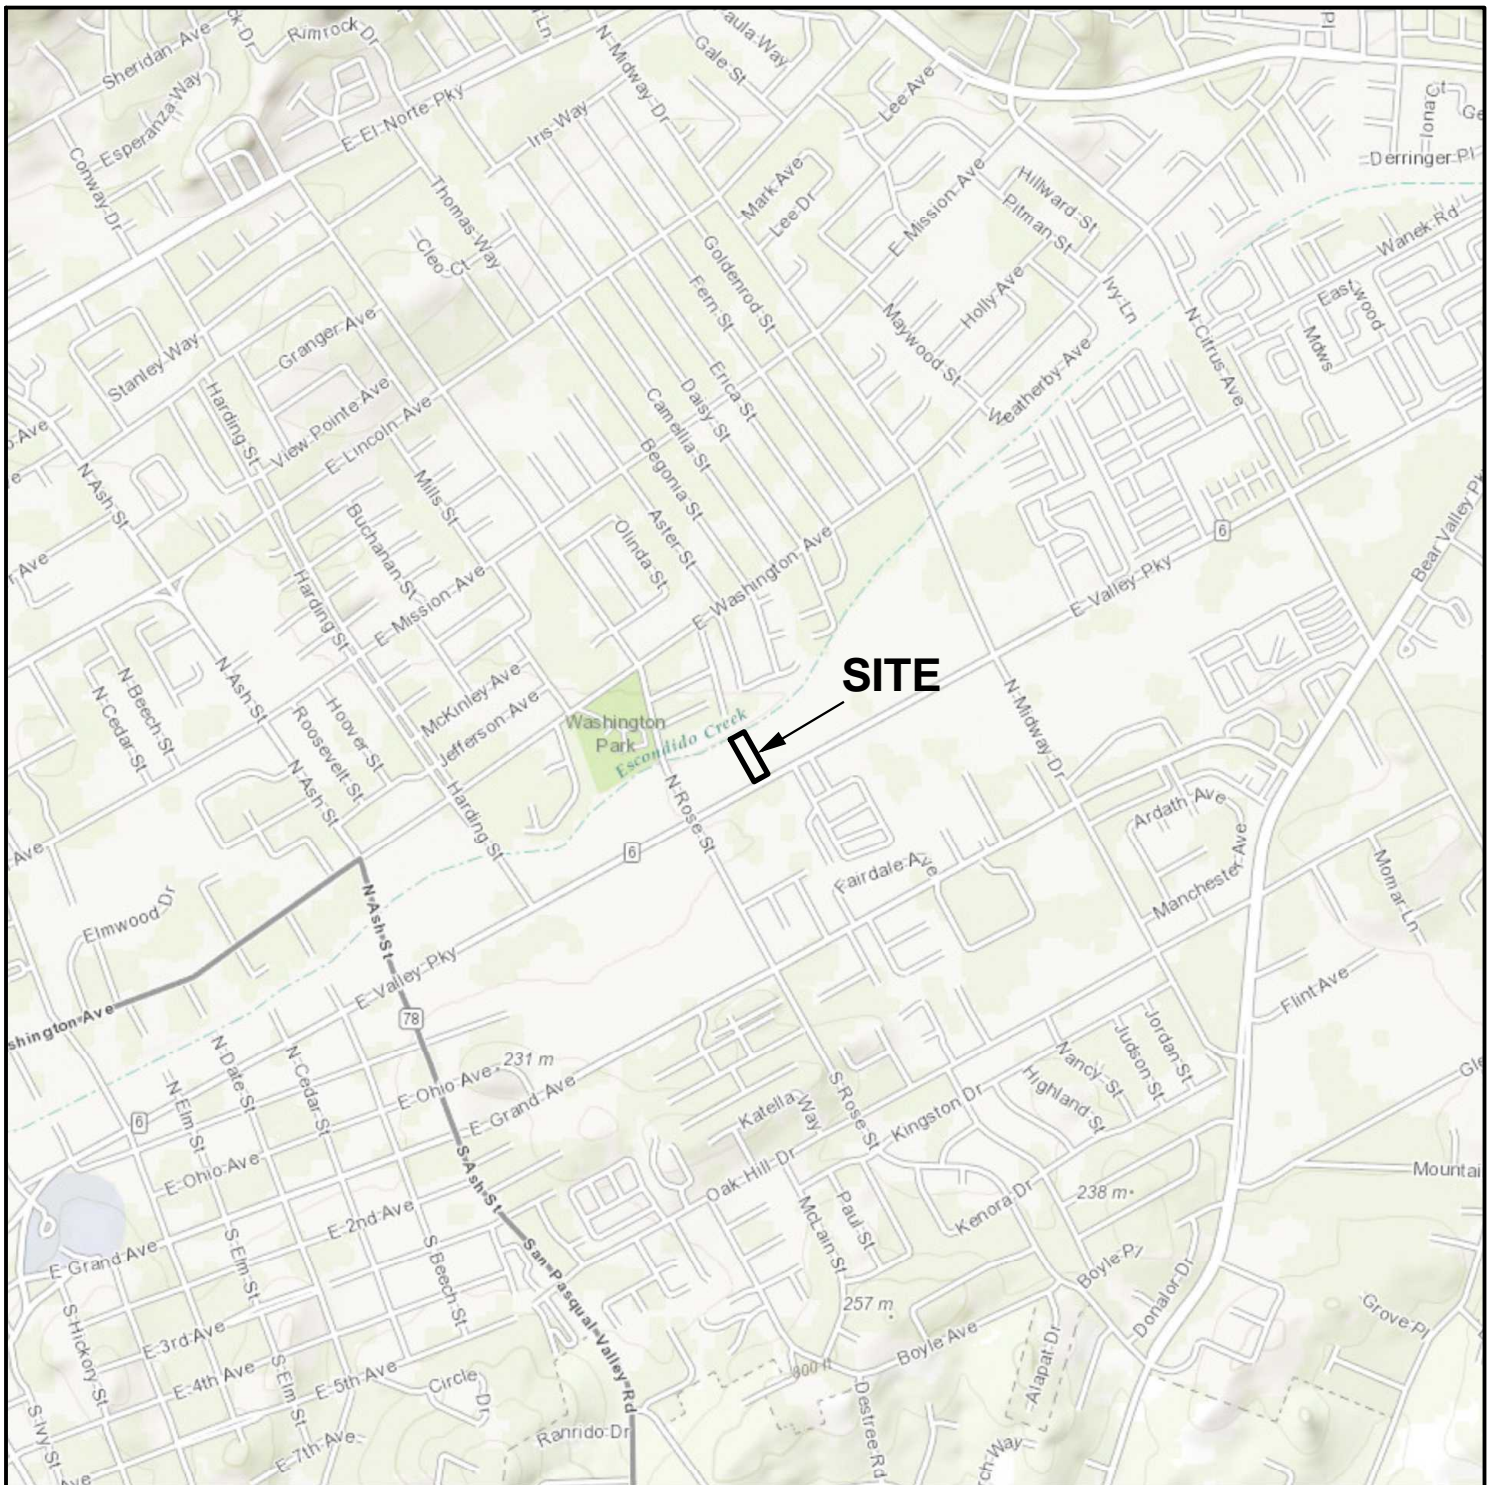 Sheridan Ave
Rimrock Dr
Esperanza Way
Conway Dr
E El Norte Pky
N Midway Dr
Gale St
Paula Way
Lee Ave
Iris Way
Iona Ct
Derringer Pl
Thomas Way
Cleo Ct
Mark Ave
Lee Dr
E Mission Ave
Hillward St
Pitman St
Wanek Rd
Goldenrod St
Fern St
Holly Ave
Ivy Ln
N Citrus Ave
East
wood
Mdws
Stanley Way
Granger Ave
Maywood St
Weatherby Ave
Harding St
View Pointe Ave
E Lincoln Ave
Erica St
Daisy St
Camellia St
Begonia St
Aster St
Olinda St
N Ash St
Mills St
Buchanan St
E Mission Ave
Harding St
E Washington Ave
6
E Valley Pky
Bear Valley Pk
N Beech St
N Cedar St
N Ash St
Hoover St
Roosevelt St
N Ash St
McKinley Ave
Jefferson Ave
Harding St
Washington
Park
Escondido Creek
SITE
N Rose St
N Midway Dr
6
Ardath Ave
Manchester Ave
Fairdale Ave
Momar Ln
Elmwood Dr
N Ash St
E Valley Pky
shington Ave
78
Flint Ave
N Date St
N Cedar St
N Elm St
6
231 m
E Ohio Ave
E Grand Ave
S Ash St
Katella Way
S Rose St
Kingston Dr
Nancy St
Highland St
Judson St
Jordan St
E Ohio Ave
E 2nd Ave
Oak Hill Dr
McLain St
Paul St
Kenora Dr
238 m
Mountai
E Grand Ave
S Elm St
S Beech St
San Pasqual Valley Rd
Boyle Pl
Donalor Dr
257 m
Boyle Ave
Grove Pl
S Hickory St
E 3rd Ave
E 4th Ave
E 5th Ave
S Elm St
Circle Dr
800 ft
Alapat Dr
Destree Rd
S Ivy St
E 7th Ave
Ranrido Dr
rch Way
Ave